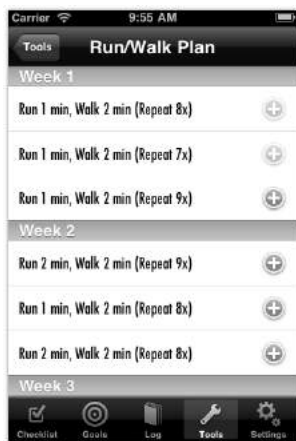 Carrier 9:55 AM
Tools Run/Walk Plan
Week 1
Run 1 min, Walk 2 min (Repeat 8x)
Run 1 min, Walk 2 min (Repeat 7x)
Run 1 min, Walk 2 min (Repeat 9x)
Week 2
Run 2 min, Walk 2 min (Repeat 9x)
Run 1 min, Walk 2 min (Repeat 8x)
Run 2 min, Walk 2 min (Repeat 8x)
Week 3
Checklist Goals Log Tools Settings